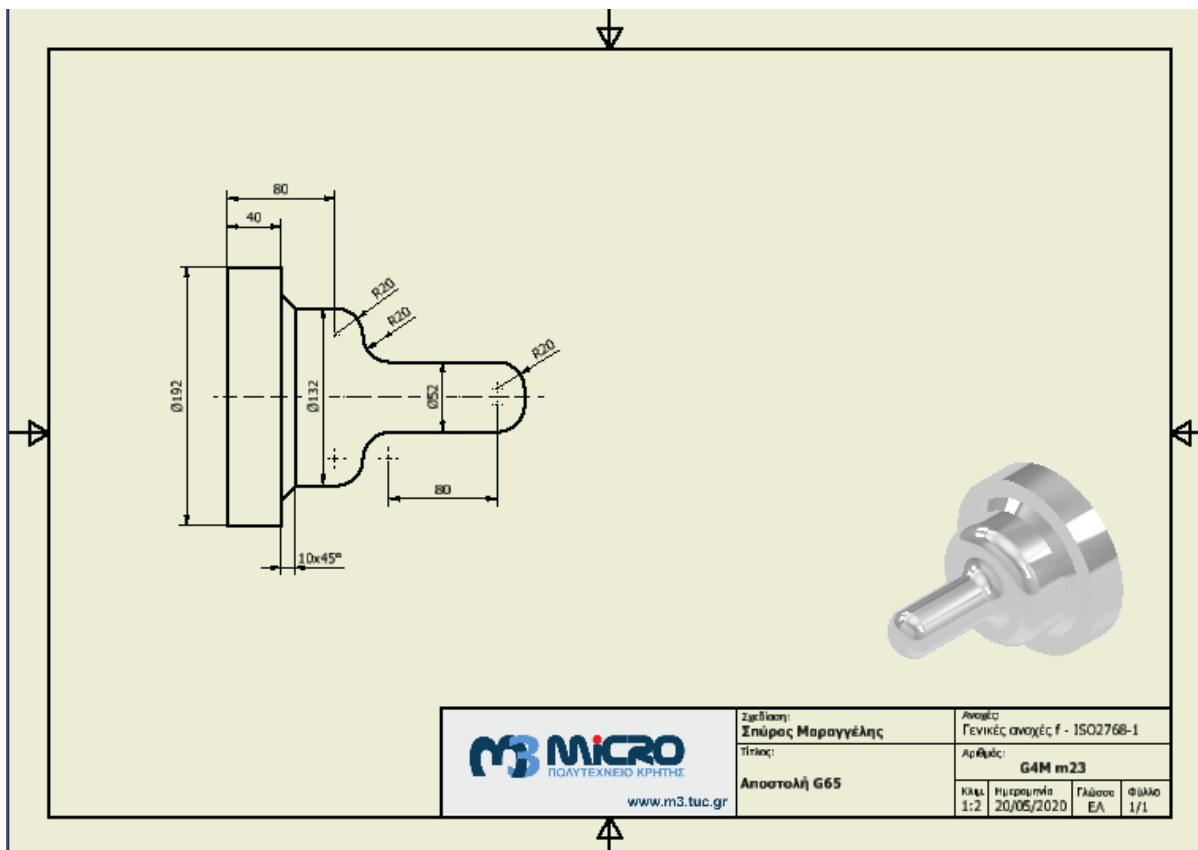 80
40
R20
R20
R20
Ø192
Ø132
Ø52
80
10x45°
m3 MiCRO
ΠΟΛΥΤΕΧΝΕΙΟ ΚΡΗΤΗΣ
www.m3.tuc.gr
Σχεδίαση:
Σπύρος Μαραγγέλης
Τίτλος:
Αποστολή G65
Ανοχές:
Γενικές ανοχές f - ISO2768-1
Αριθμός:
G4M m23
Κλιμ. Ημερομηνία Γλώσσα Φύλλο
1:2 20/05/2020 ΕΛ 1/1